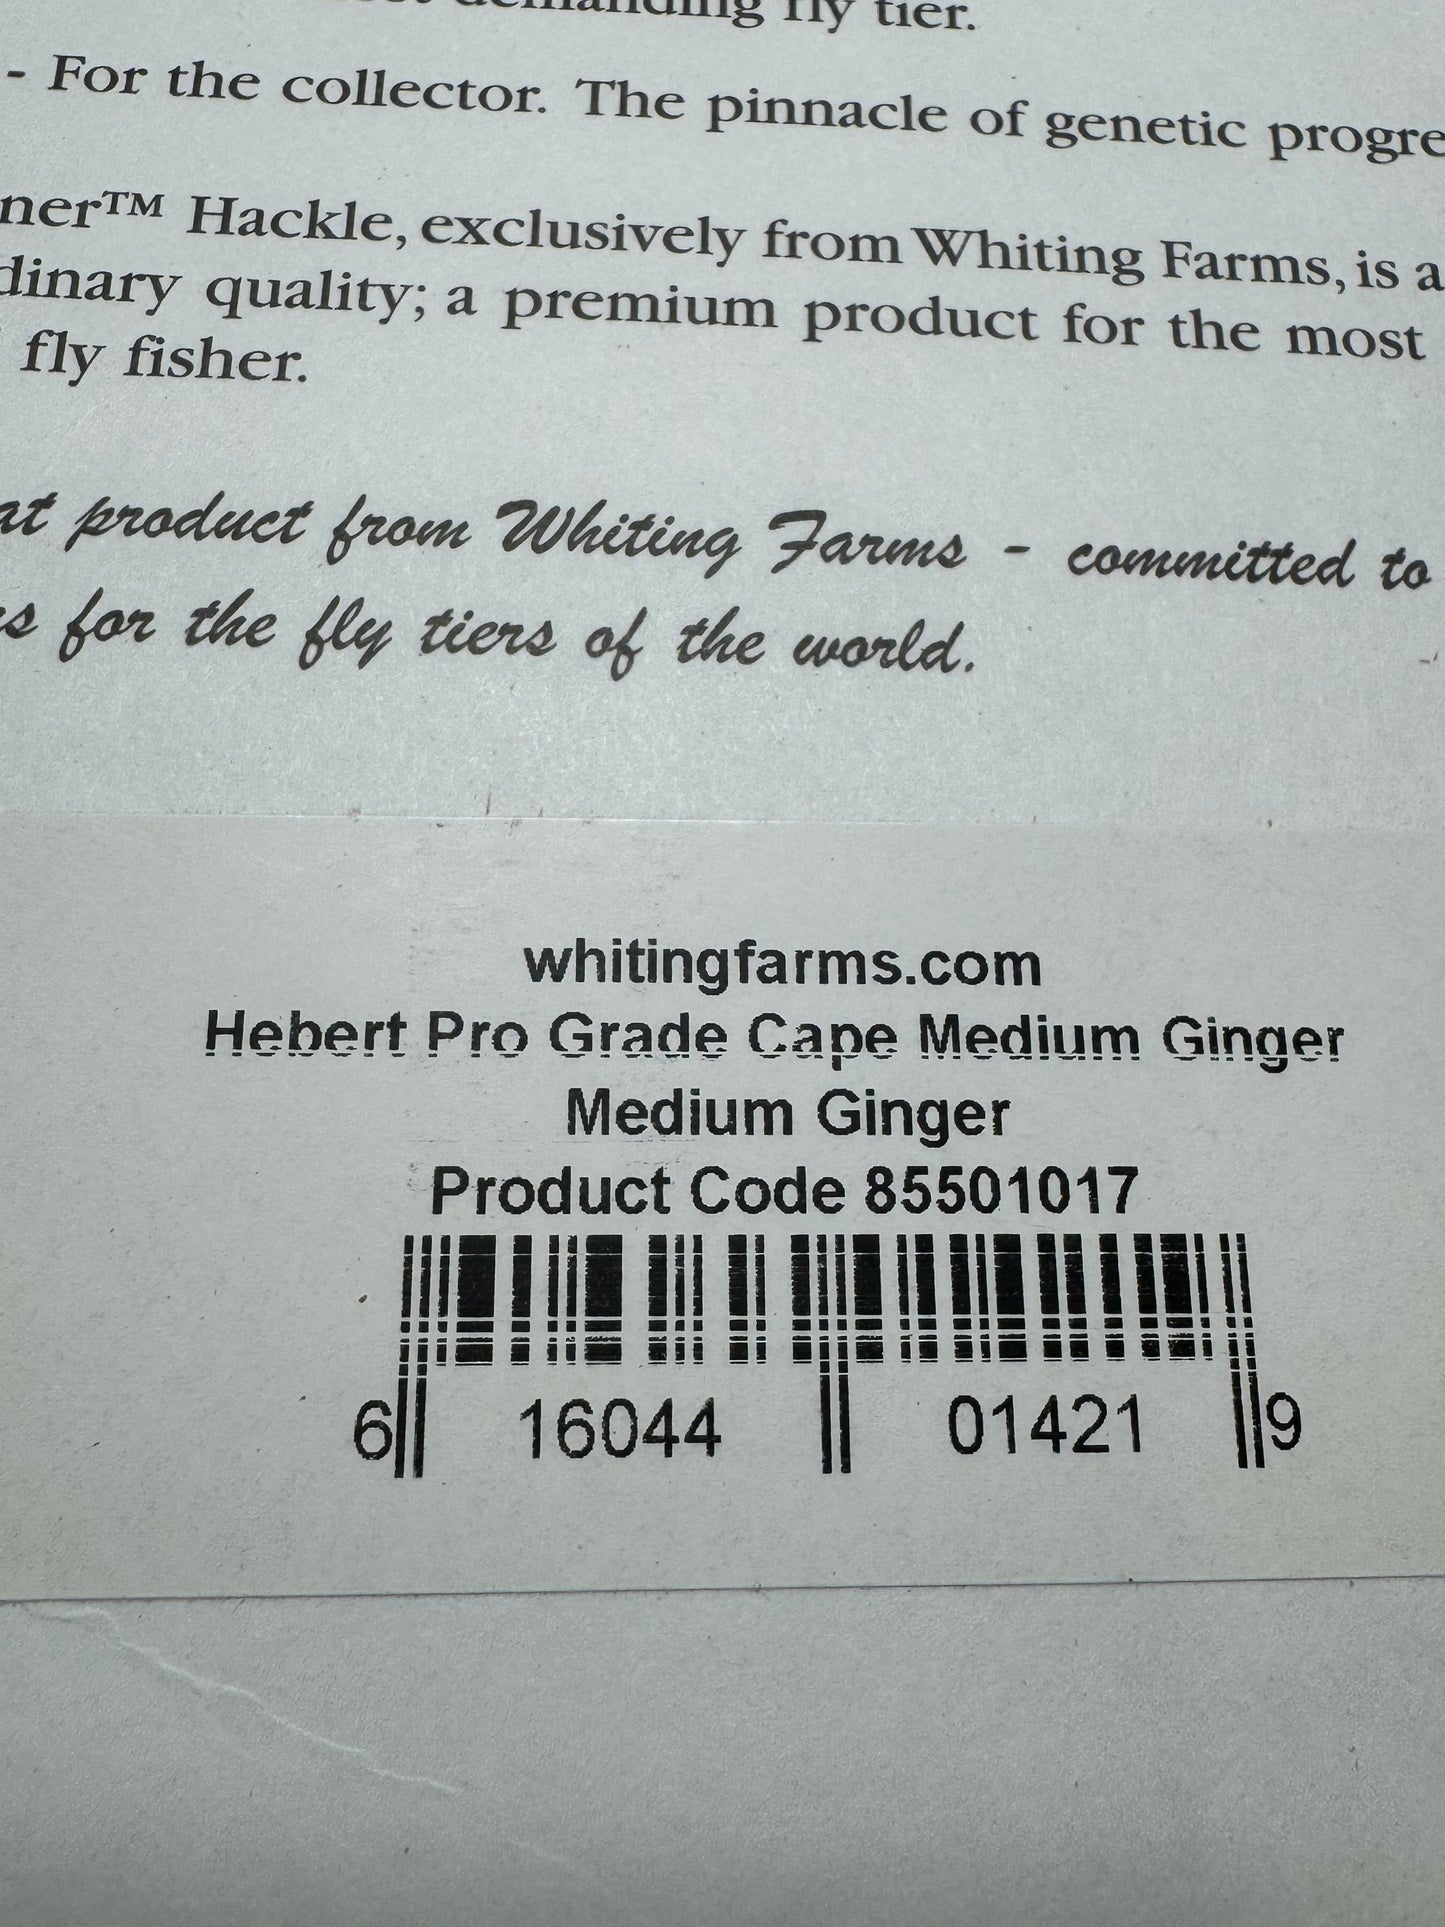 demanding fly tier.
- For the collector. The pinnacle of genetic progre
ner™ Hackle, exclusively from Whiting Farms, is a
dinary quality; a premium product for the most
fly fisher.
at product from Whiting Farms - committed to
s for the fly tiers of the world.
whitingfarms.com
Hebert Pro Grade Cape Medium Ginger
Medium Ginger
Product Code 85501017
6 16044 01421 9